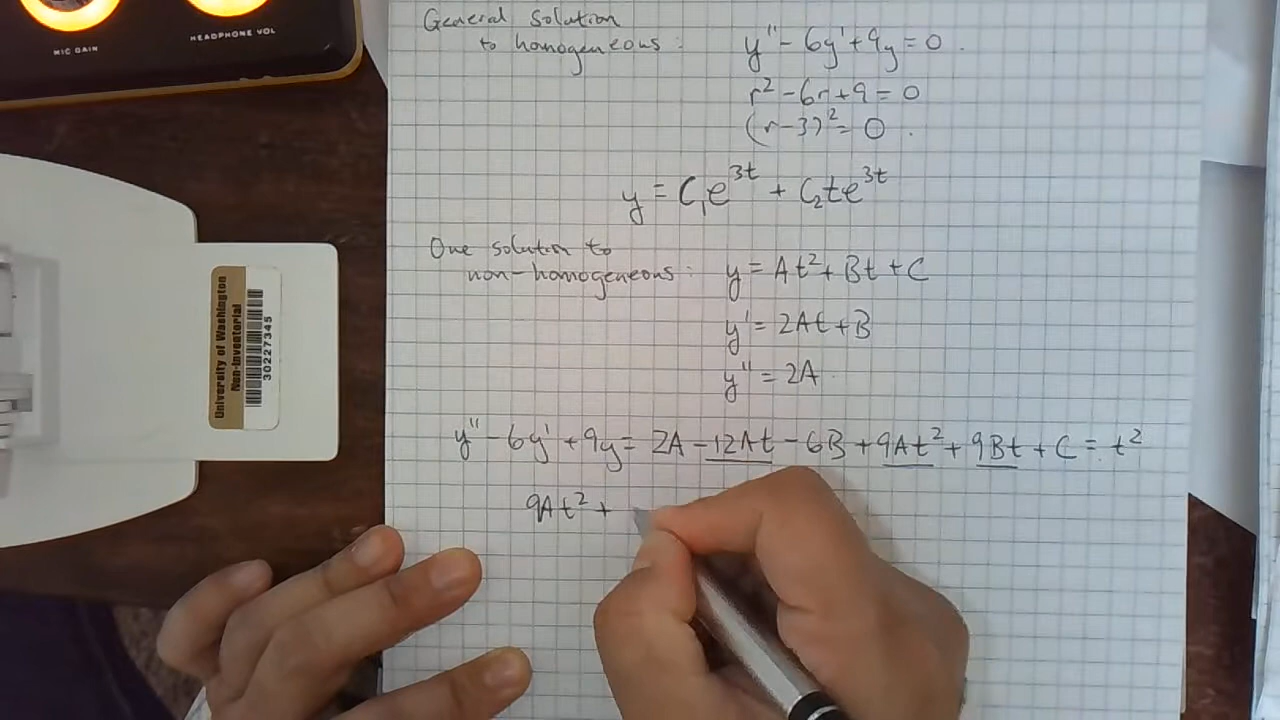 MIC GAIN
HEADPHONE VOL
General solution
to homogeneous : y'' - 6y' + 9y = 0 .
r² - 6r + 9 = 0
(r - 3)² = 0 .
y = C₁e^{3t} + C₂te^{3t}
One solution to
non-homogeneous : y = At² + Bt + C
y' = 2At + B
y'' = 2A .
y'' - 6y' + 9y = 2A - 12At - 6B + 9At² + 9Bt + C = t²
9At² +
University of Washington
Non-Inventorial
30227345